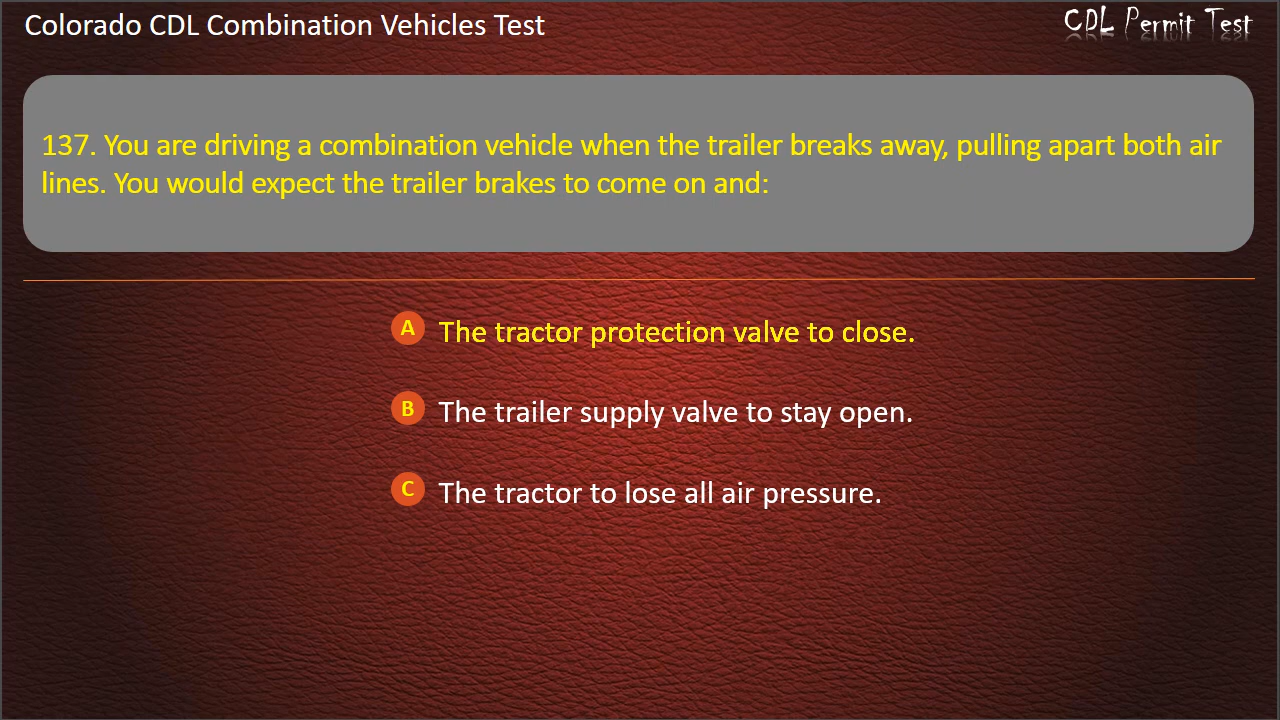 Colorado CDL Combination Vehicles Test
CDL Permit Test
137. You are driving a combination vehicle when the trailer breaks away, pulling apart both air
lines. You would expect the trailer brakes to come on and:
A The tractor protection valve to close.
B The trailer supply valve to stay open.
C The tractor to lose all air pressure.